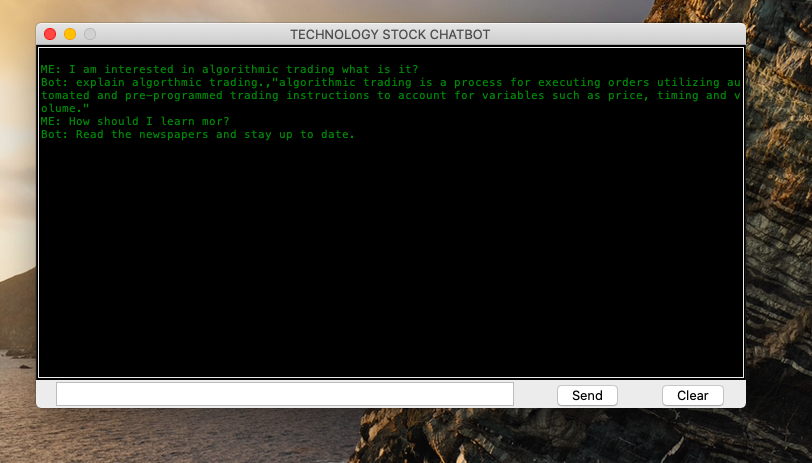 TECHNOLOGY STOCK CHATBOT
ME: I am interested in algorithmic trading what is it?
Bot: explain algorthmic trading.,"algorithmic trading is a process for executing orders utilizing au
tomated and pre-programmed trading instructions to account for variables such as price, timing and v
olume."
ME: How should I learn mor?
Bot: Read the newspapers and stay up to date.
Send
Clear